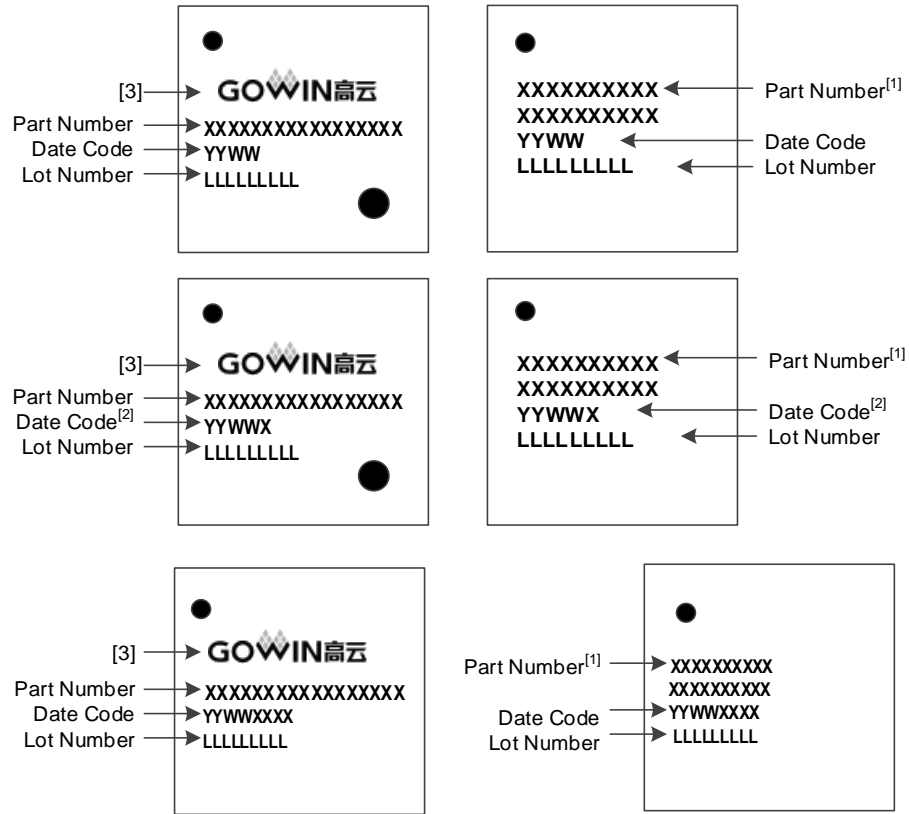 [3]
GOWIN高云
Part Number
XXXXXXXXXXXXXXXXX
Date Code
YYWW
Lot Number
LLLLLLLLL
XXXXXXXXXX
Part Number[1]
XXXXXXXXXX
YYWW
Date Code
LLLLLLLLL
Lot Number
[3]
GOWIN高云
Part Number
XXXXXXXXXXXXXXXXX
Date Code[2]
YYWWX
Lot Number
LLLLLLLLL
XXXXXXXXXX
Part Number[1]
XXXXXXXXXX
YYWWX
Date Code[2]
LLLLLLLLL
Lot Number
[3]
GOWIN高云
Part Number
XXXXXXXXXXXXXXXXX
Date Code
YYWWXXXX
Lot Number
LLLLLLLLL
Part Number[1]
XXXXXXXXXX
XXXXXXXXXX
Date Code
YYWWXXXX
Lot Number
LLLLLLLLL